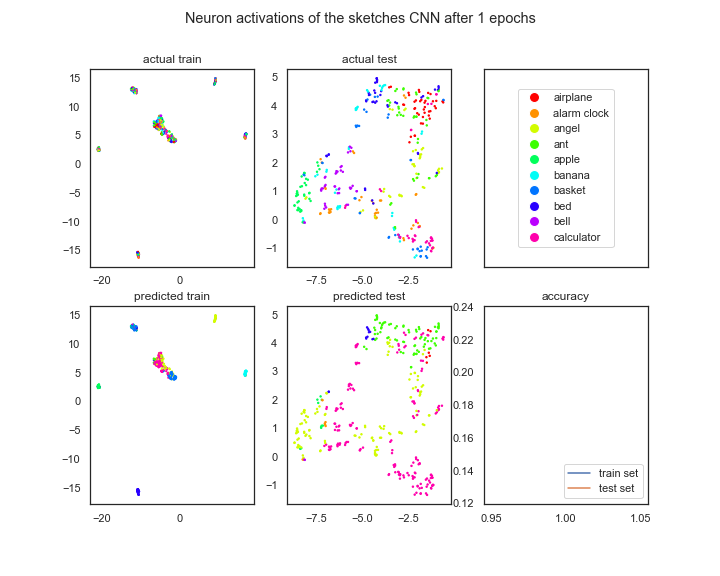 Neuron activations of the sketches CNN after 1 epochs
actual train
15
10
5
0
−5
−10
−15
−20 0
actual test
5
4
3
2
1
0
−1
−7.5 −5.0 −2.5
airplane
alarm clock
angel
ant
apple
banana
basket
bed
bell
calculator
predicted train
15
10
5
0
−5
−10
−15
−20 0
predicted test
5
4
3
2
1
0
−1
−7.5 −5.0 −2.5
accuracy
0.24
0.22
0.20
0.18
0.16
0.14
0.12
train set
test set
0.95 1.00 1.05